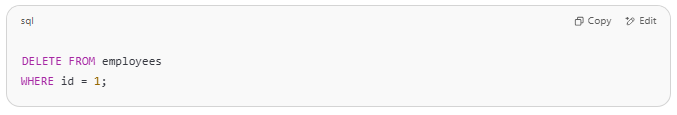 sql
Copy Edit
DELETE FROM employees
WHERE id = 1;